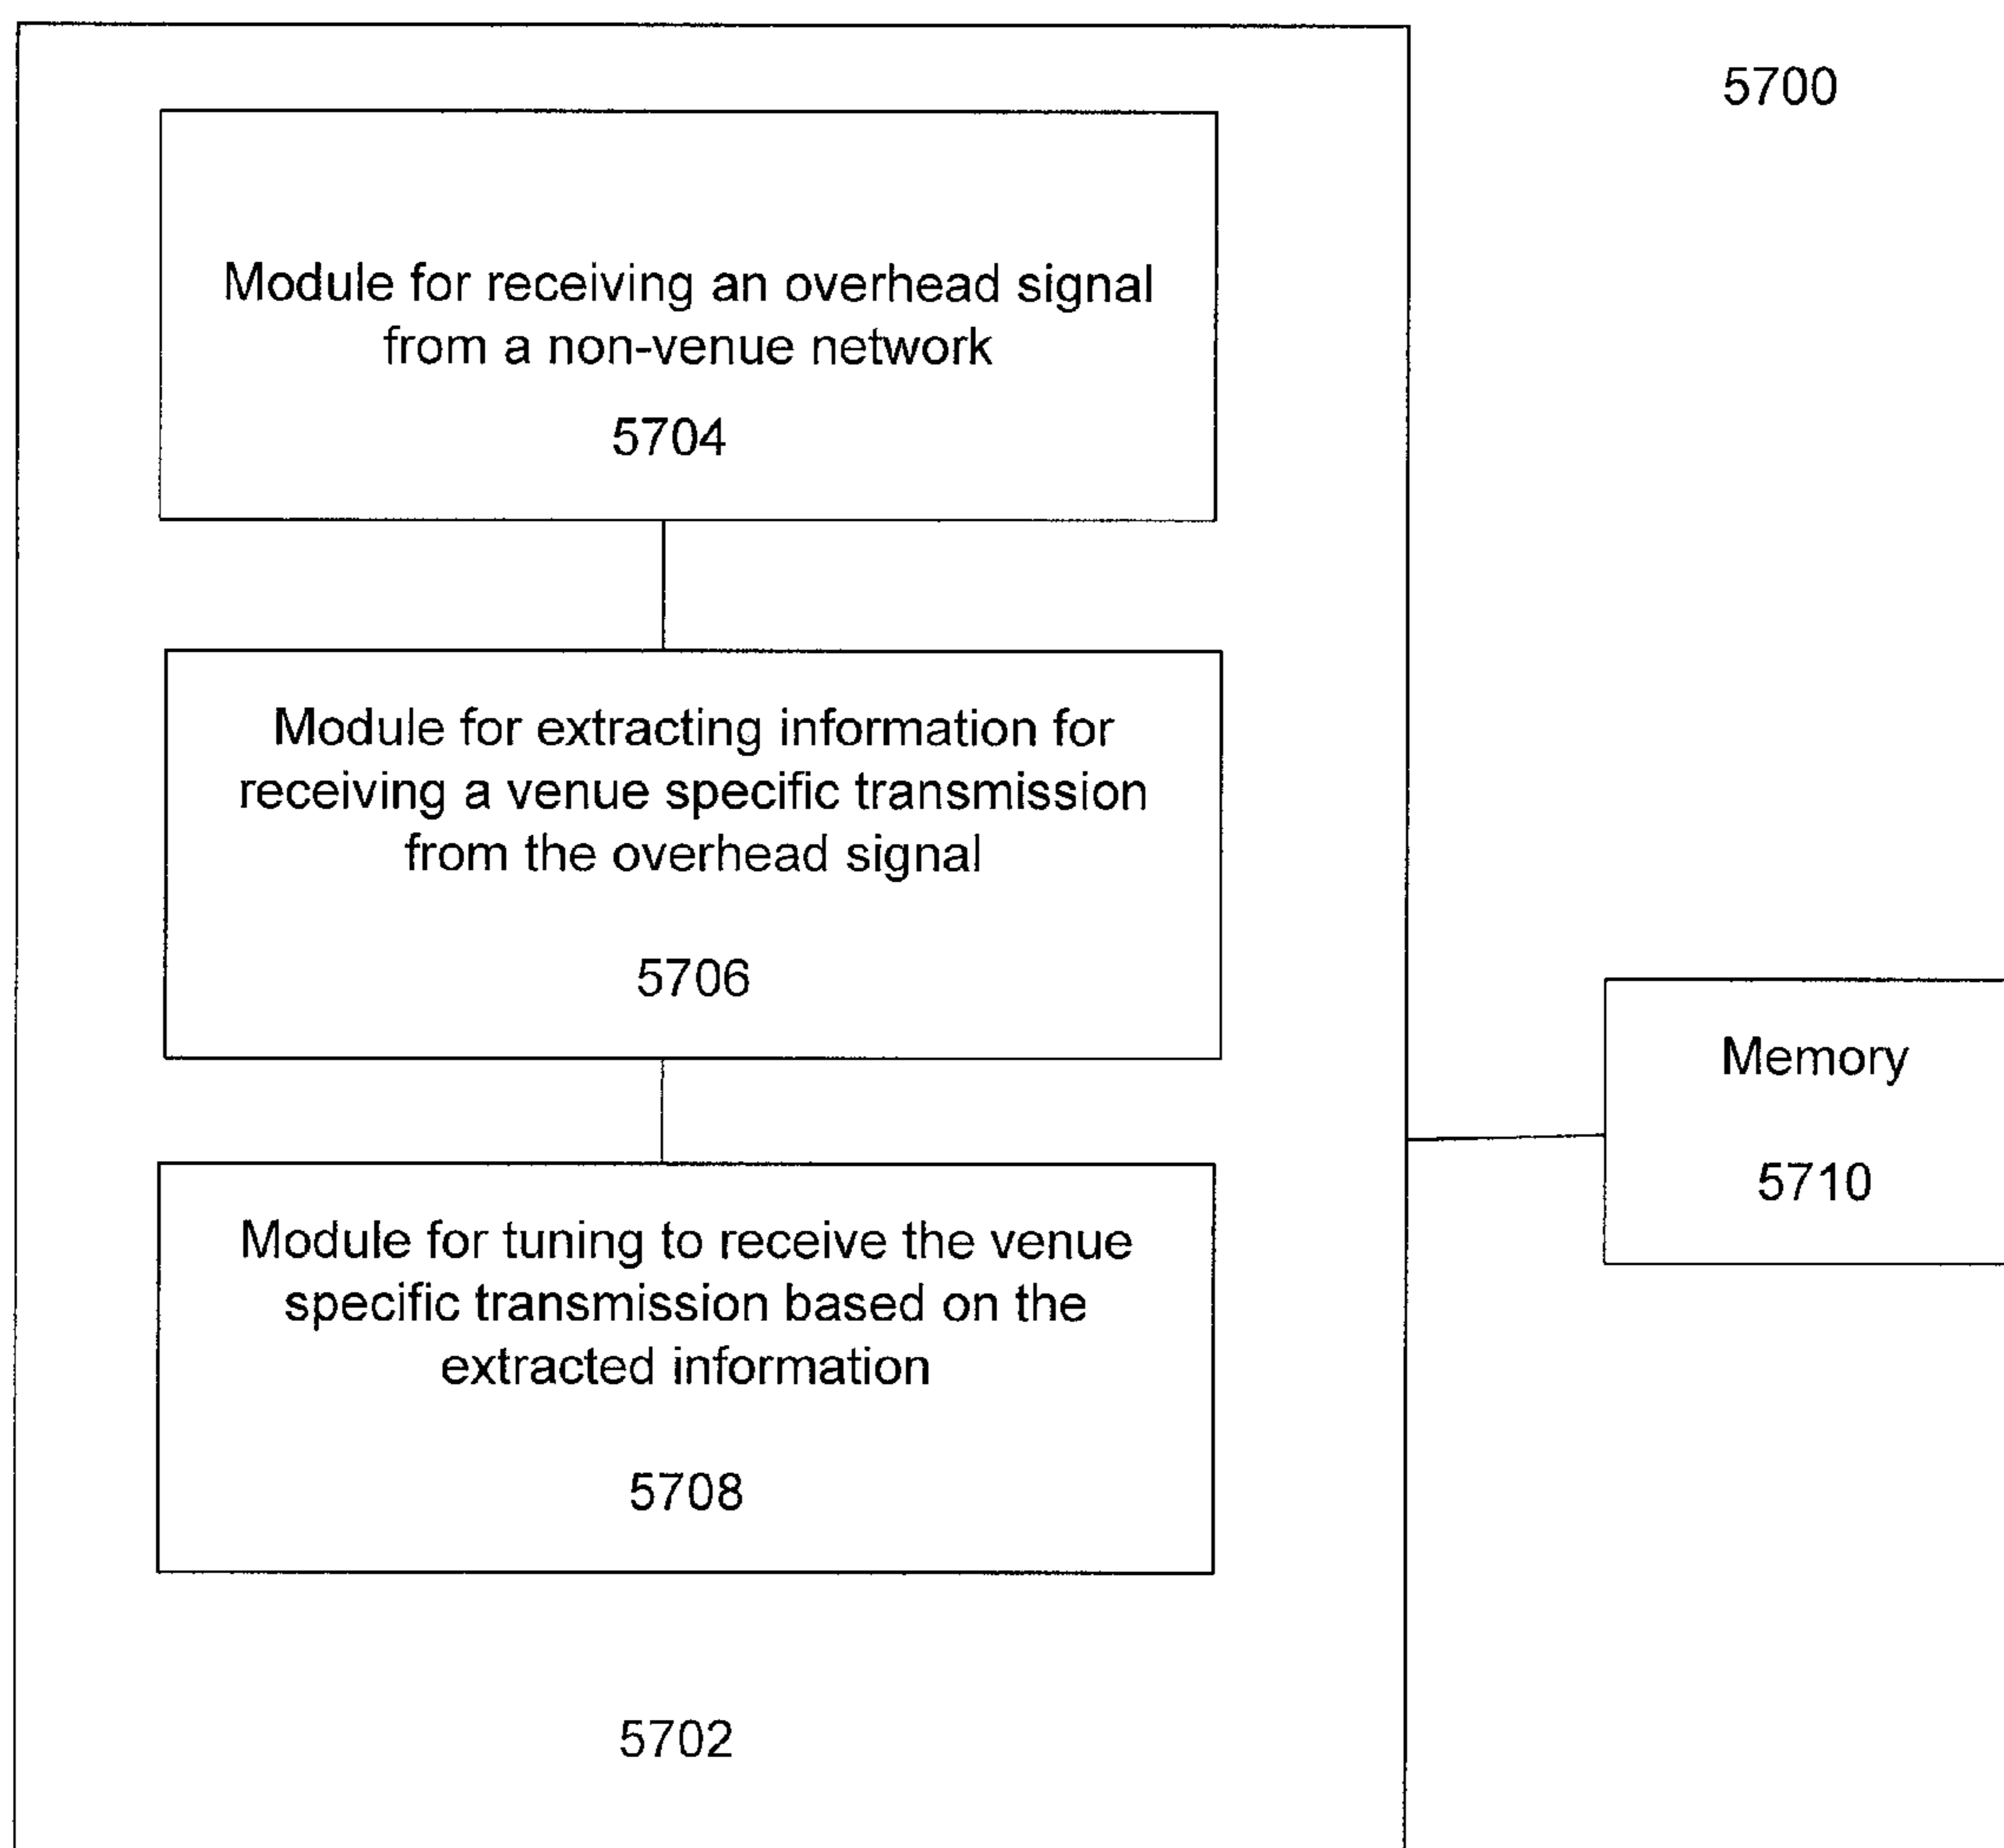 5700
Module for receiving an overhead signal
from a non-venue network
5704
Module for extracting information for
receiving a venue specific transmission
from the overhead signal
5706
Memory
5710
Module for tuning to receive the venue
specific transmission based on the
extracted information
5708
5702